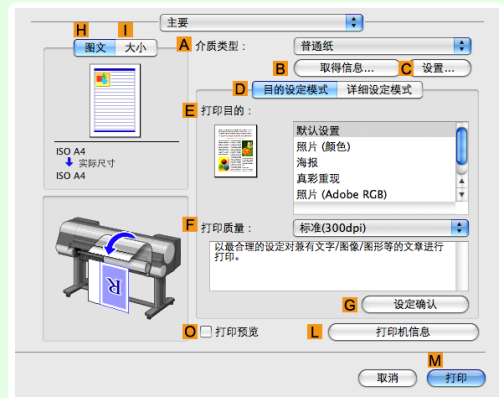 主要
H I
图文 大小
A 介质类型： 普通纸
B 取得信息... C 设置...
D 目的设定模式 详细设定模式
E 打印目的：
默认设置
照片 (颜色)
海报
真彩重现
照片 (Adobe RGB)
ISO A4
实际尺寸
ISO A4
F 打印质量： 标准(300dpi)
以最合理的设定对兼有文字/图像/图形等的文章进行
打印。
R
G 设定确认
O 打印预览 L 打印机信息
M
取消 打印